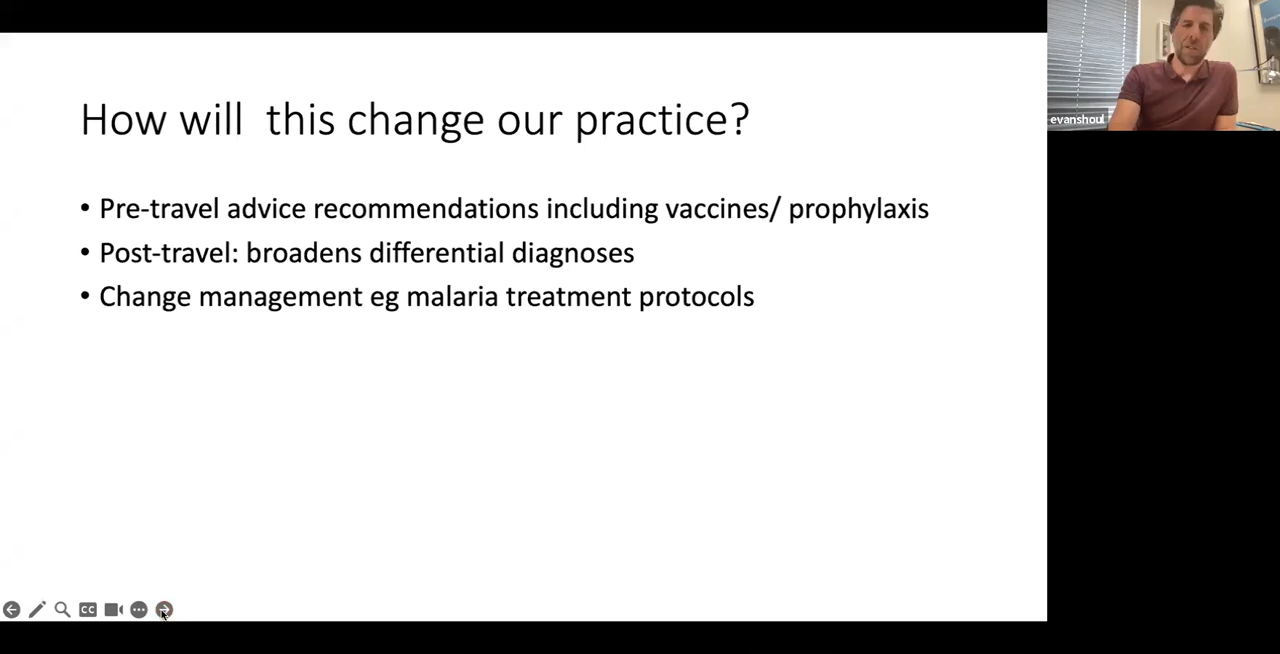 How will  this change our practice?
• Pre-travel advice recommendations including vaccines/ prophylaxis
• Post-travel: broadens differential diagnoses
• Change management eg malaria treatment protocols
evanshoul
CC